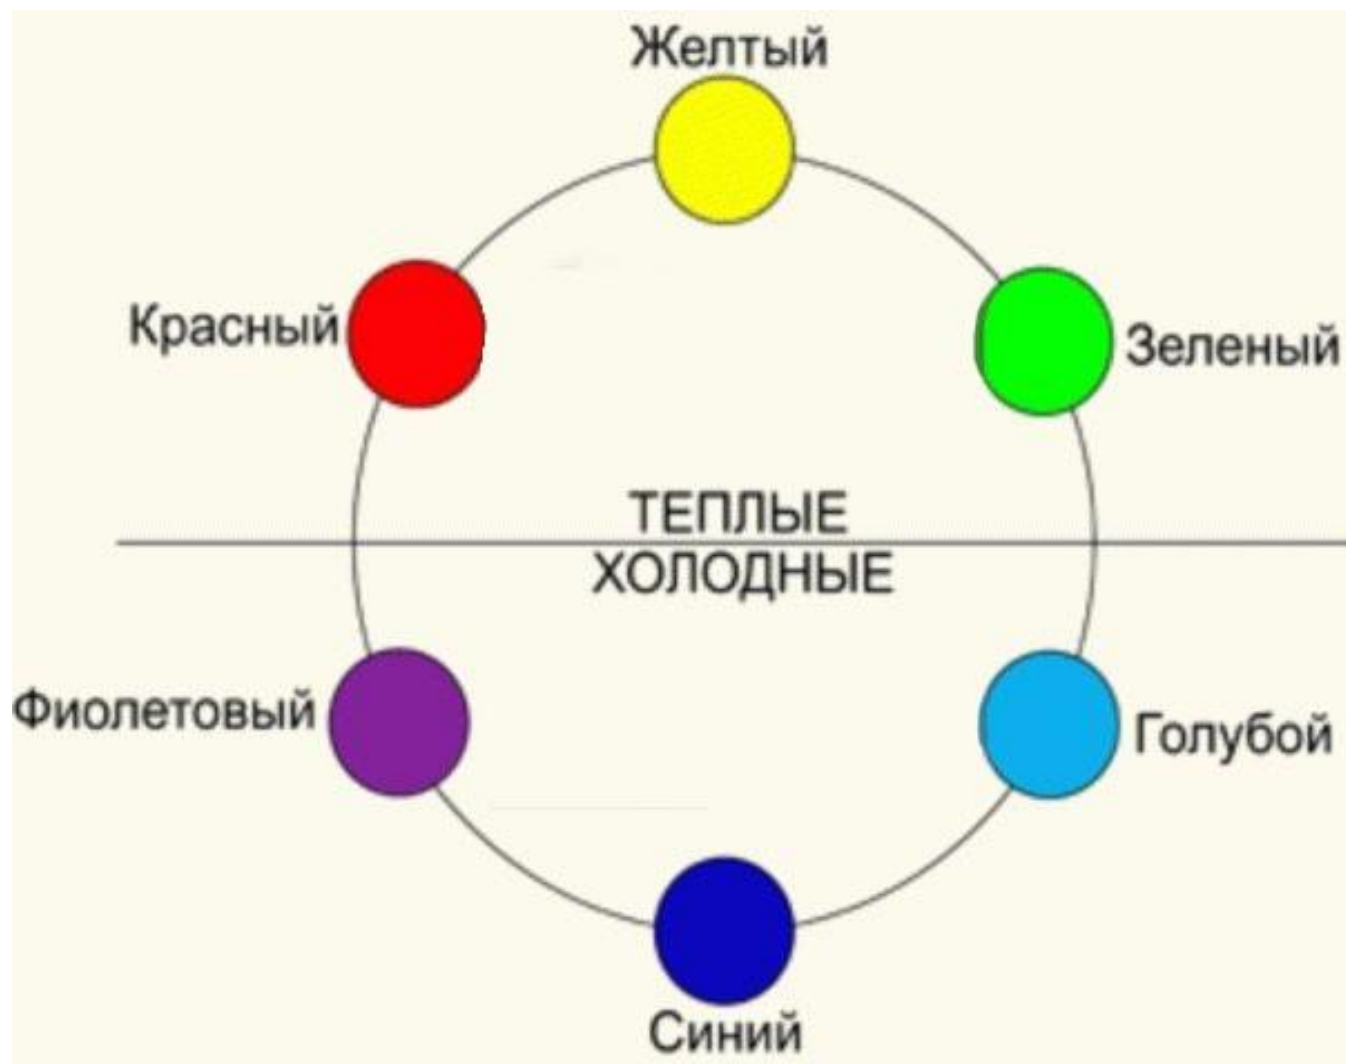 Желтый
Красный
Зеленый
ТЕПЛЫЕ
ХОЛОДНЫЕ
Фиолетовый
Голубой
Синий